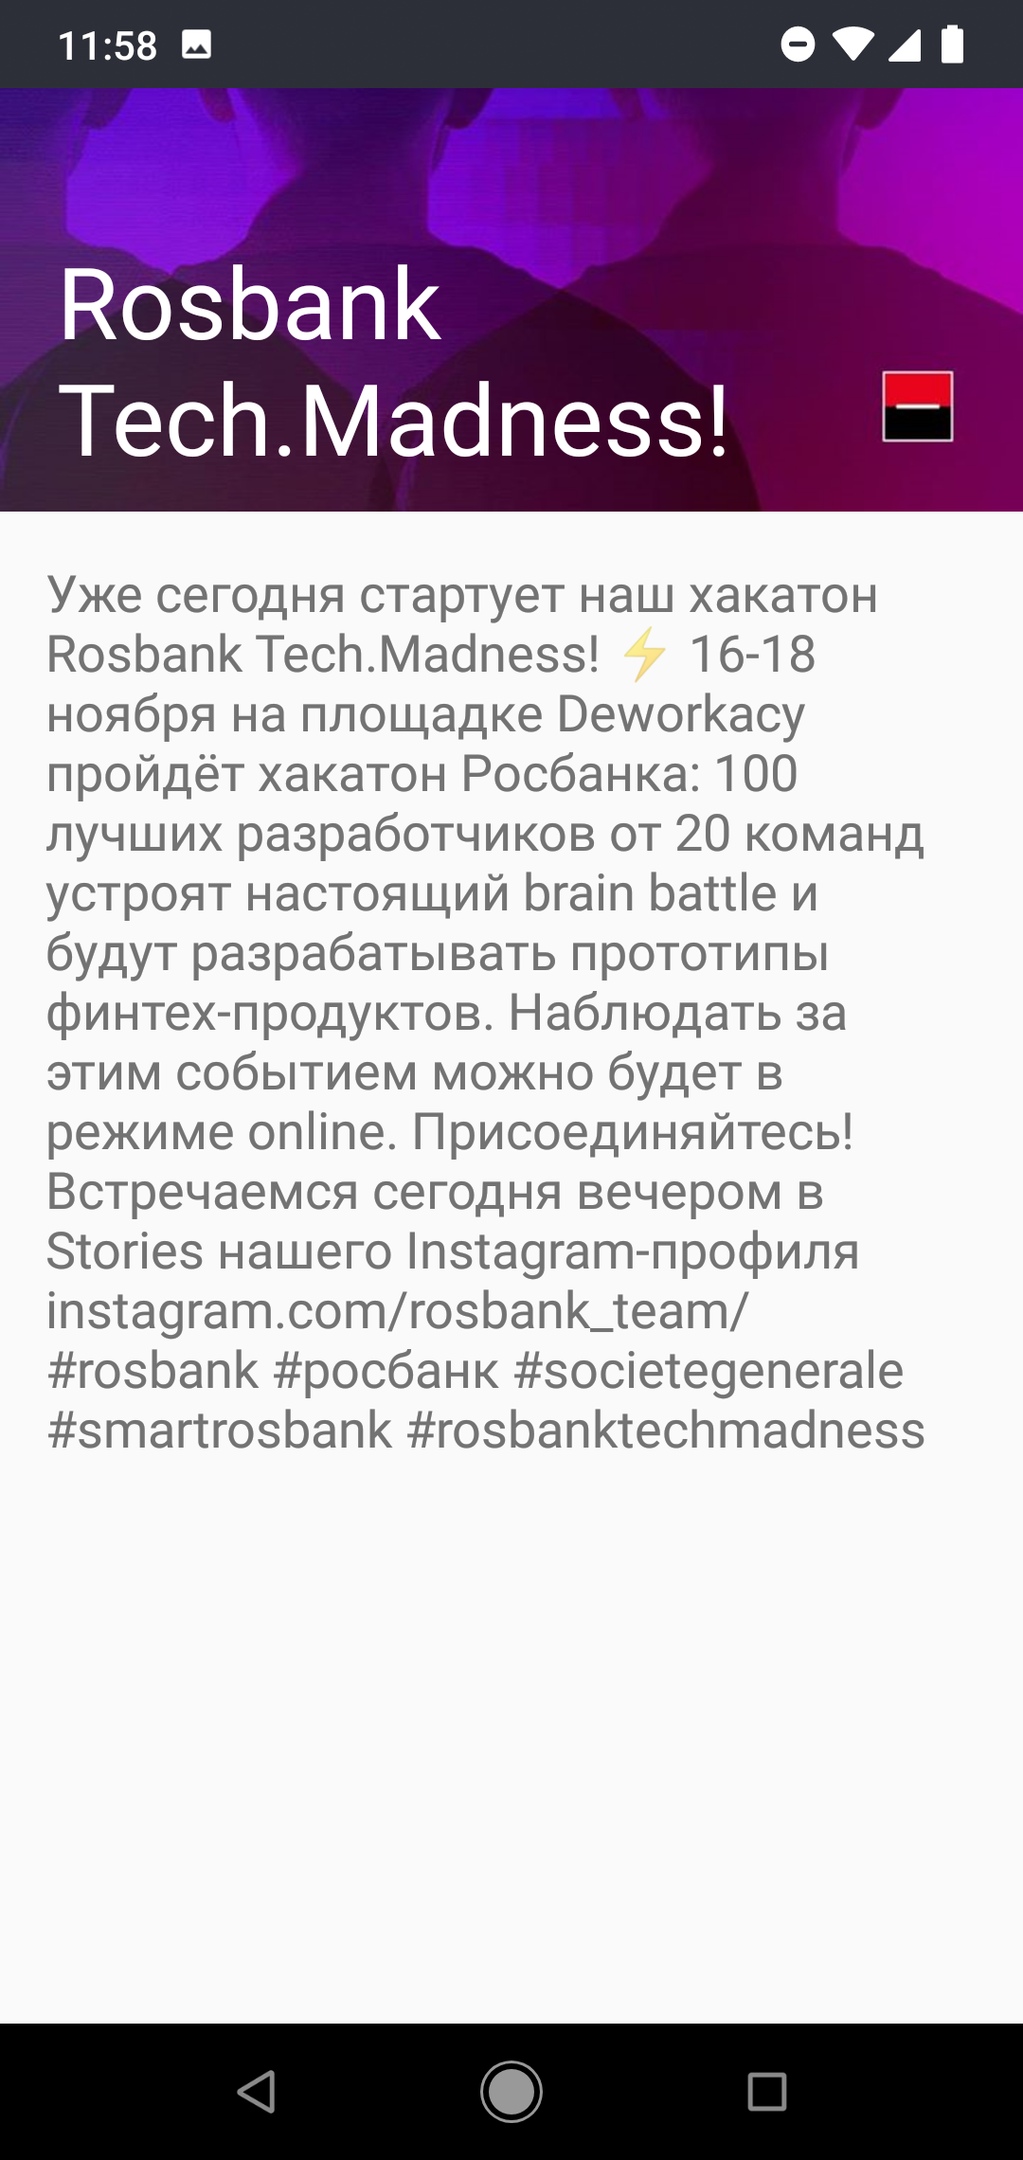 11:58
Rosbank
Tech.Madness!
Уже сегодня стартует наш хакатон
Rosbank Tech.Madness! ⚡ 16-18
ноября на площадке Deworkacy
пройдёт хакатон Росбанка: 100
лучших разработчиков от 20 команд
устроят настоящий brain battle и
будут разрабатывать прототипы
финтех-продуктов. Наблюдать за
этим событием можно будет в
режиме online. Присоединяйтесь!
Встречаемся сегодня вечером в
Stories нашего Instagram-профиля
instagram.com/rosbank_team/
#rosbank #росбанк #societegenerale
#smartrosbank #rosbanktechmadness